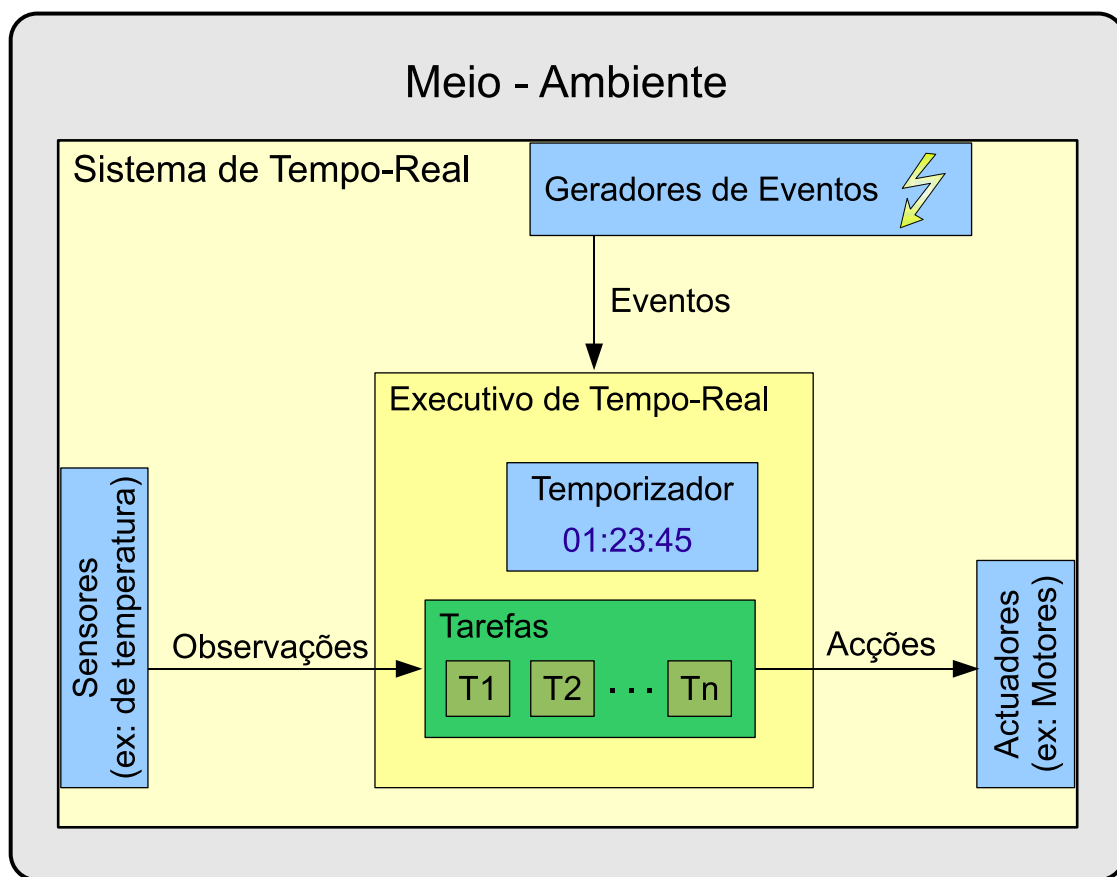 Meio - Ambiente
Sistema de Tempo-Real
Geradores de Eventos
Eventos
Executivo de Tempo-Real
Temporizador
01:23:45
Sensores
(ex: de temperatura)
Observações
Tarefas
T1 T2 . . . Tn
Acções
Actuadores
(ex: Motores)